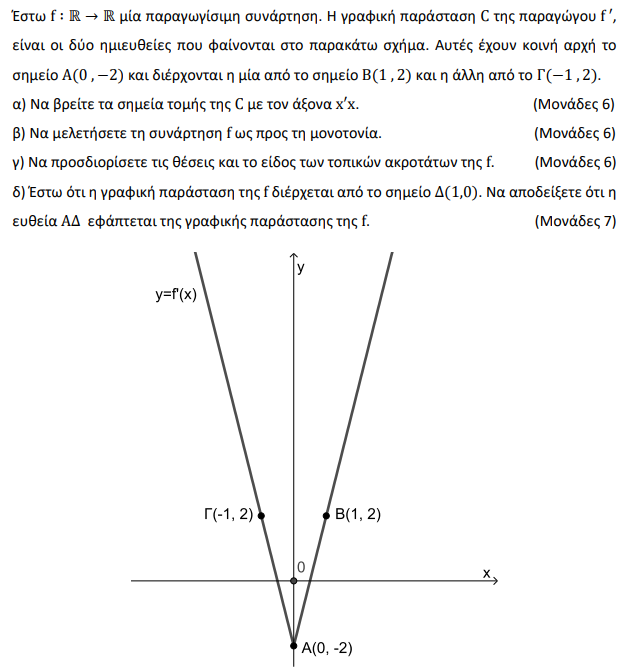 Έστω f : ℝ → ℝ μία παραγωγίσιμη συνάρτηση. Η γραφική παράσταση C της παραγώγου f ′,
είναι οι δύο ημιευθείες που φαίνονται στο παρακάτω σχήμα. Αυτές έχουν κοινή αρχή το
σημείο A(0 , −2) και διέρχονται η μία από το σημείο B(1 , 2) και η άλλη από το Γ(−1 , 2).
α) Να βρείτε τα σημεία τομής της C με τον άξονα x′x. (Μονάδες 6)
β) Να μελετήσετε τη συνάρτηση f ως προς τη μονοτονία. (Μονάδες 6)
γ) Να προσδιορίσετε τις θέσεις και το είδος των τοπικών ακροτάτων της f. (Μονάδες 6)
δ) Έστω ότι η γραφική παράσταση της f διέρχεται από το σημείο Δ(1,0). Να αποδείξετε ότι η
ευθεία ΑΔ εφάπτεται της γραφικής παράστασης της f. (Μονάδες 7)
y
y=f'(x)
Γ(-1, 2)
B(1, 2)
0
x
A(0, -2)